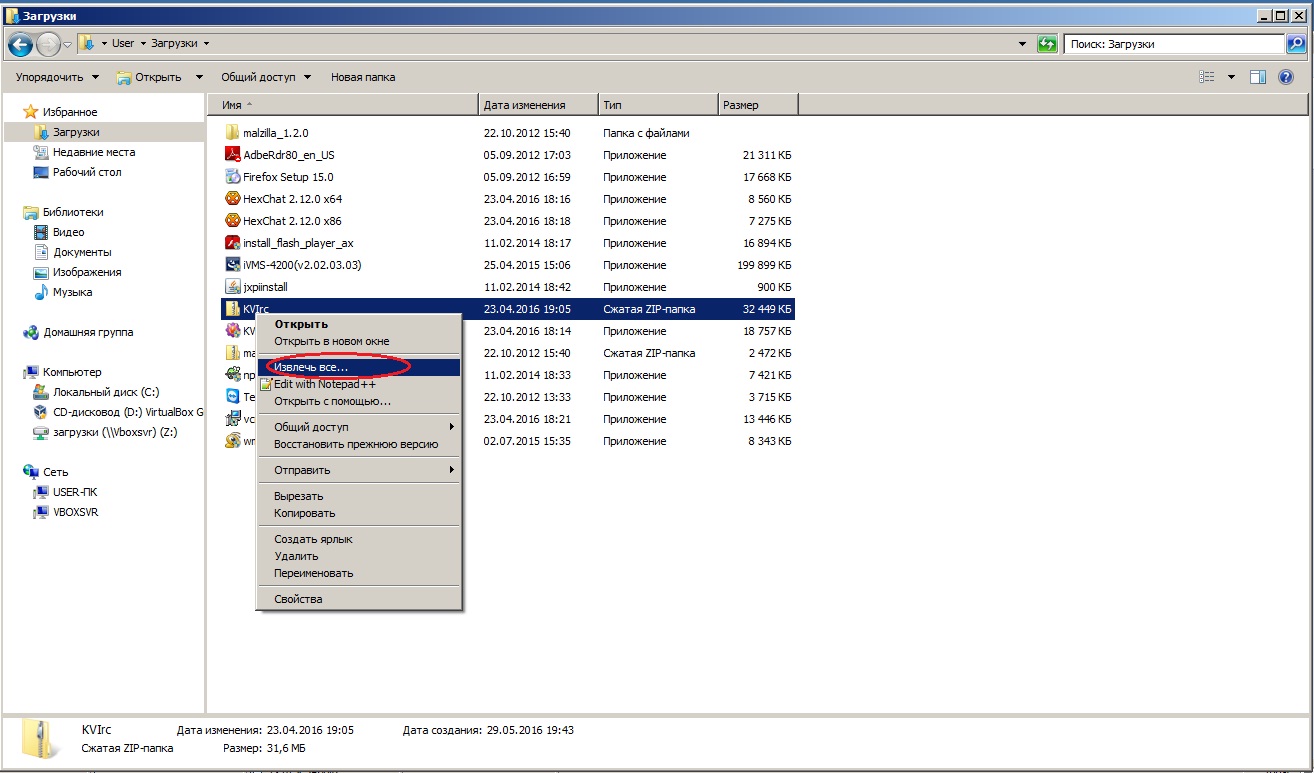 Загрузки
User Загрузки
Поиск: Загрузки
Упорядочить Открыть Общий доступ Новая папка
Избранное
Загрузки
Недавние места
Рабочий стол
Библиотеки
Видео
Документы
Изображения
Музыка
Домашняя группа
Компьютер
Локальный диск (C:)
CD-дисковод (D:) VirtualBox G
загрузки (\\Vboxsvr) (Z:)
Сеть
USER-ПК
VBOXSVR
Имя Дата изменения Тип Размер
malzilla_1.2.0 22.10.2012 15:40 Папка с файлами
AdbeRdr80_en_US 05.09.2012 17:03 Приложение 21 311 КБ
Firefox Setup 15.0 05.09.2012 16:59 Приложение 17 668 КБ
HexChat 2.12.0 x64 23.04.2016 18:16 Приложение 8 560 КБ
HexChat 2.12.0 x86 23.04.2016 18:18 Приложение 7 275 КБ
install_flash_player_ax 11.02.2014 18:17 Приложение 16 894 КБ
iVMS-4200(v2.02.03.03) 25.04.2015 15:06 Приложение 199 899 КБ
jxpiinstall 11.02.2014 18:42 Приложение 900 КБ
KVIrc 23.04.2016 19:05 Сжатая ZIP-папка 32 449 КБ
KV 23.04.2016 18:14 Приложение 18 757 КБ
ma 22.10.2012 15:40 Сжатая ZIP-папка 2 472 КБ
np 11.02.2014 18:33 Приложение 7 421 КБ
Te 22.10.2012 13:33 Приложение 3 715 КБ
vc 23.04.2016 18:21 Приложение 13 446 КБ
wm 02.07.2015 15:35 Приложение 8 343 КБ
Открыть
Открыть в новом окне
Извлечь все...
Edit with Notepad++
Открыть с помощью...
Общий доступ
Восстановить прежнюю версию
Отправить
Вырезать
Копировать
Создать ярлык
Удалить
Переименовать
Свойства
KVIrc Дата изменения: 23.04.2016 19:05 Дата создания: 29.05.2016 19:43
Сжатая ZIP-папка Размер: 31,6 МБ